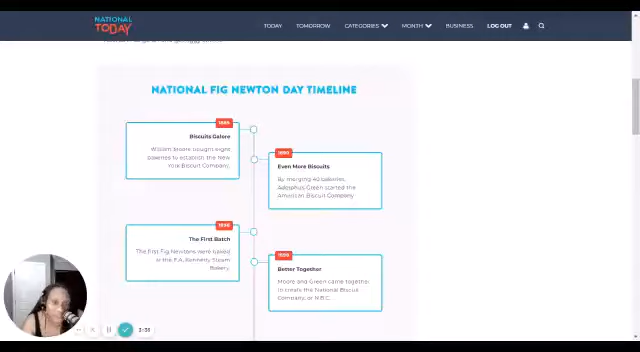 NATIONAL
TODAY
TODAY
TOMORROW
CATEGORIES
MONTH
BUSINESS
LOG OUT
NATIONAL FIG NEWTON DAY TIMELINE
Biscuits Galore
William Moore bought eight
bakeries to establish the New
York Biscuit Company.
1890
Even More Biscuits
By merging 40 bakeries,
Adolphus Green started the
American Biscuit Company.
The First Batch
The First Fig Newtons were baked
at the F.A. Kennedy Steam
Bakery.
Better Together
Moore and Green came together
to create the National Biscuit
Company, or N.B.C.